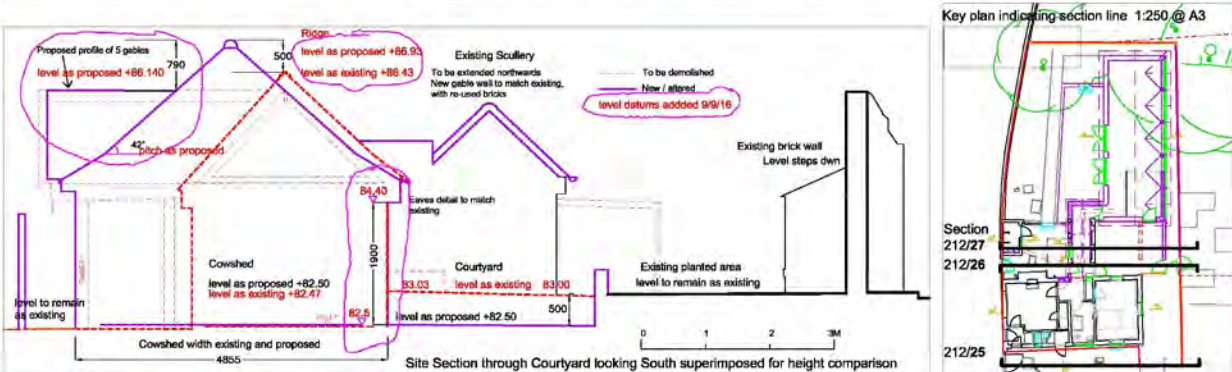 Key plan indicating section line 1:250 @ A3
Proposed profile of 5 gables
level as proposed +86.140
790
Ridge
level as proposed +86.93
500
level as existing +86.43
Existing Scullery
To be extended northwards
New gable wall to match existing,
with re-used bricks
To be demolished
New / altered
level datums addded 9/9/16
42°
pitch as proposed
Existing brick wall
Level steps dwn
84.40
Eaves detail to match
existing
1900
Cowshed
level as proposed +82.50
level as existing +82.47
Courtyard
83.03
level as existing
83.00
Existing planted area
level to remain as existing
level to remain
as existing
82.5
level as proposed +82.50
500
Cowshed width existing and proposed
4855
0 1 2 3M
Site Section through Courtyard looking South superimposed for height comparison
Section
212/27
212/26
212/25